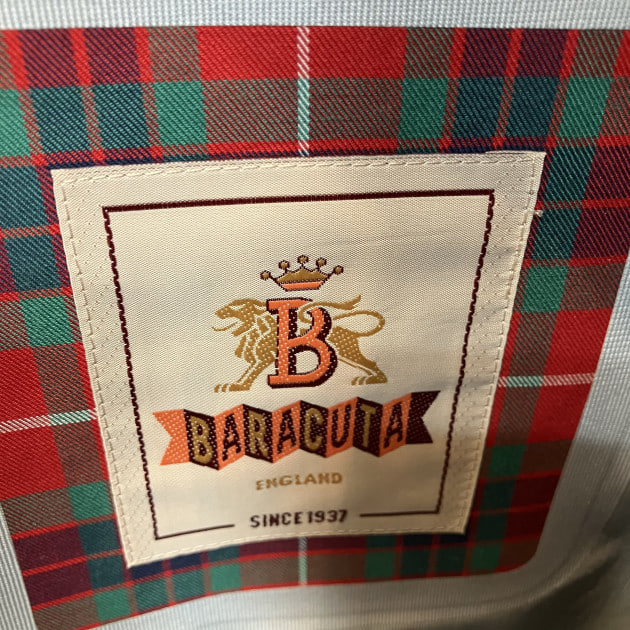 B
BARACUTA
ENGLAND
SINCE 1937